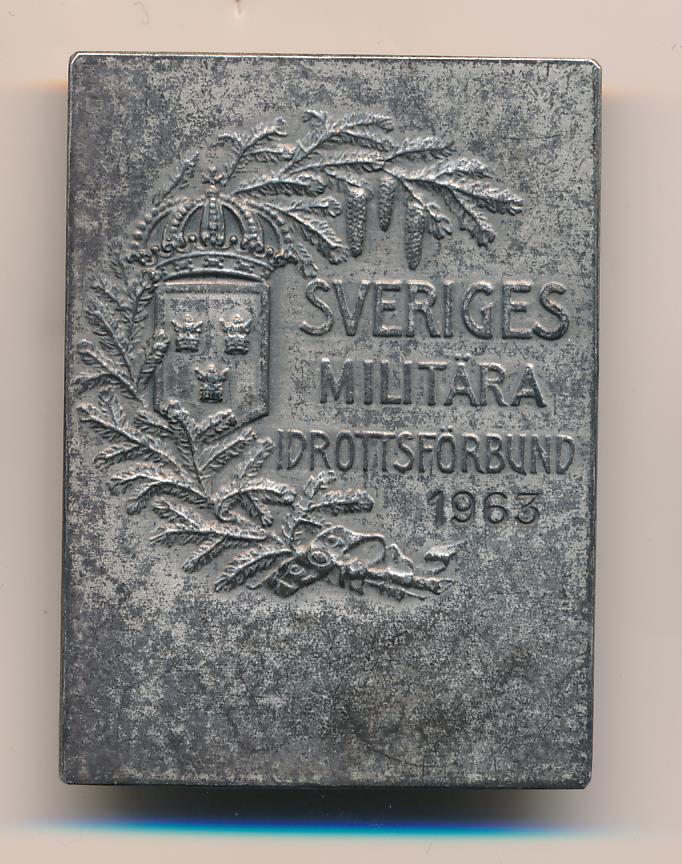 SVERIGES
MILITÄRA
IDROTTSFÖRBUND
1963